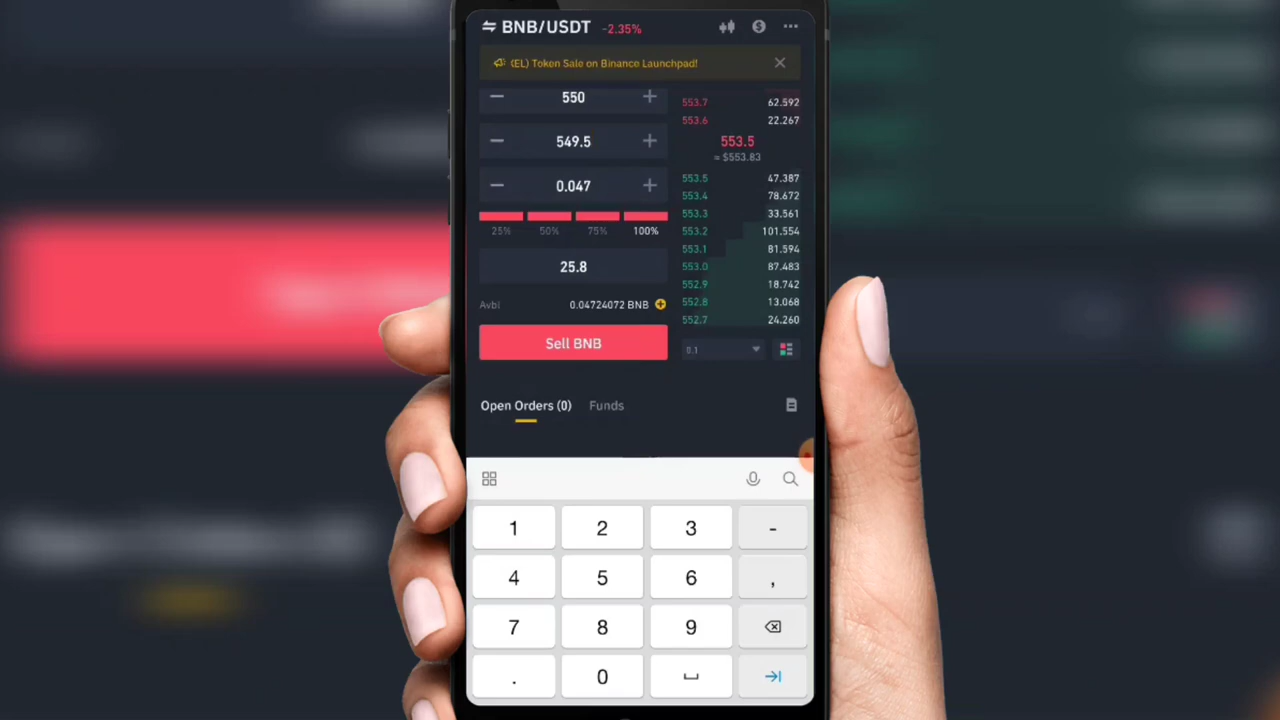 BNB/USDT -2.35%
(EL) Token Sale on Binance Launchpad!
550
549.5
0.047
25% 50% 75% 100%
25.8
Avbl 0.04724072 BNB
Sell BNB
553.7 62.592
553.6 22.267
553.5
≈ $553.83
553.5 47.387
553.4 78.672
553.3 33.561
553.2 101.554
553.1 81.594
553.0 87.483
552.9 18.742
552.8 13.068
552.7 24.260
0.1
Open Orders (0) Funds
1 2 3 -
4 5 6 ,
7 8 9
. 0